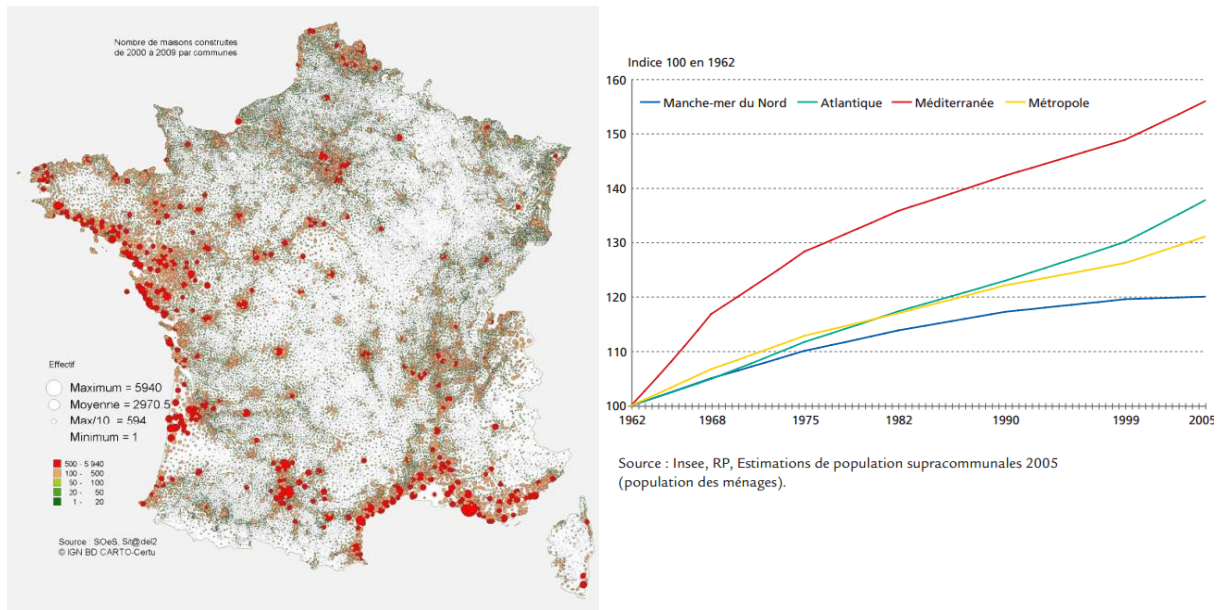 Nombre de maisons construites
de 2000 à 2009 par communes
Effectif
Maximum = 5940
Moyenne = 2970.5
Max/10 = 594
Minimum = 1
500 - 5 940
100 - 500
50 - 100
20 - 50
1 - 20
Source : SOeS, Sit@del2
© IGN BD CARTO-Certu
Indice 100 en 1962
160
Manche-mer du Nord Atlantique Méditerranée Métropole
150
140
130
120
110
100
1962 1968 1975 1982 1990 1999 2005
Source : Insee, RP, Estimations de population supracommunales 2005
(population des ménages).